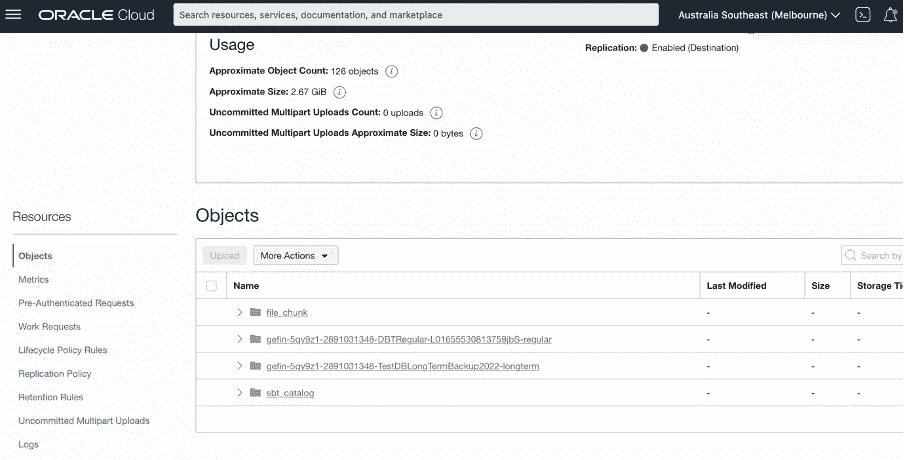 ORACLE Cloud
Search resources, services, documentation, and marketplace
Australia Southeast (Melbourne)
Usage
Replication: Enabled (Destination)
Approximate Object Count: 126 objects
Approximate Size: 2.67 GiB
Uncommitted Multipart Uploads Count: 0 uploads
Uncommitted Multipart Uploads Approximate Size: 0 bytes
Resources
Objects
Metrics
Pre-Authenticated Requests
Work Requests
Lifecycle Policy Rules
Replication Policy
Retention Rules
Uncommitted Multipart Uploads
Logs
Objects
Upload
More Actions
Search by
Name Last Modified Size Storage Ti
file_chunk - - -
gefin-5qy9z1-2891031348-DBTRegular-L01655530813759jbS-regular - - -
gefin-5qy9z1-2891031348-TestDBLongTermBackup2022-longterm - - -
sbt_catalog - - -